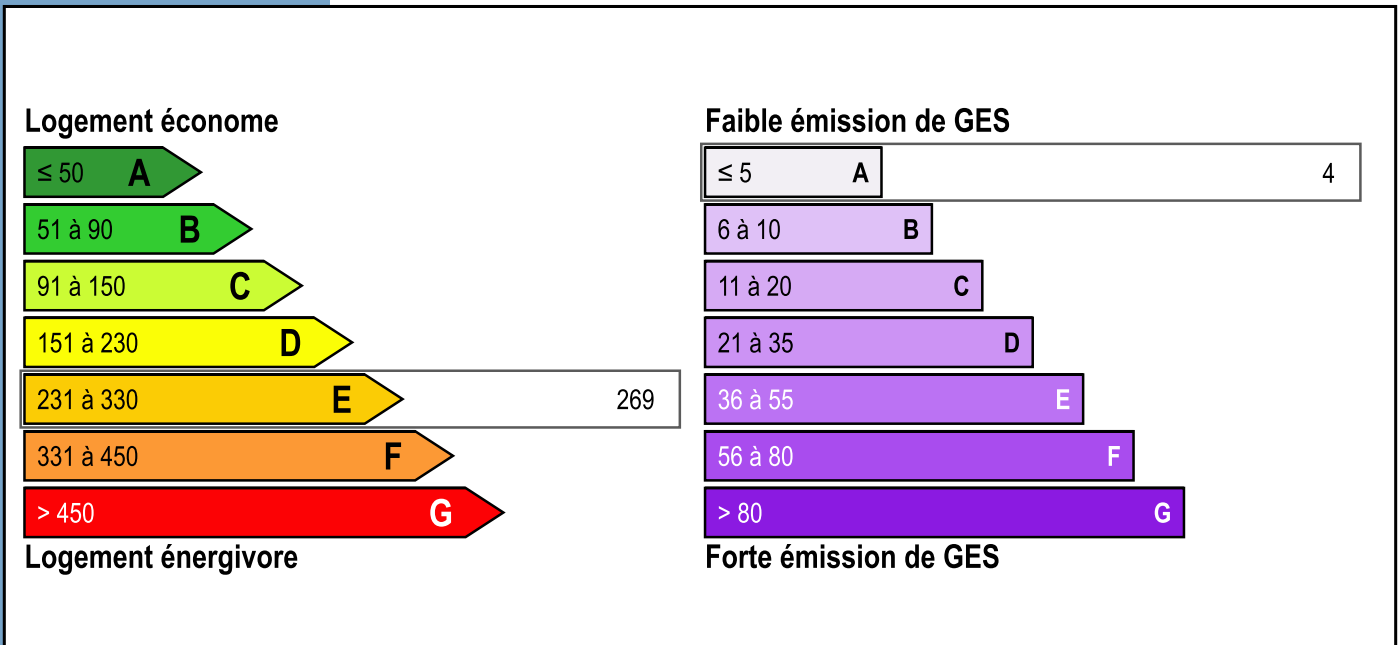 Logement économe
≤ 50 A
51 à 90 B
91 à 150 C
151 à 230 D
231 à 330 E 269
331 à 450 F
> 450 G
Logement énergivore
Faible émission de GES
≤ 5 A 4
6 à 10 B
11 à 20 C
21 à 35 D
36 à 55 E
56 à 80 F
> 80 G
Forte émission de GES